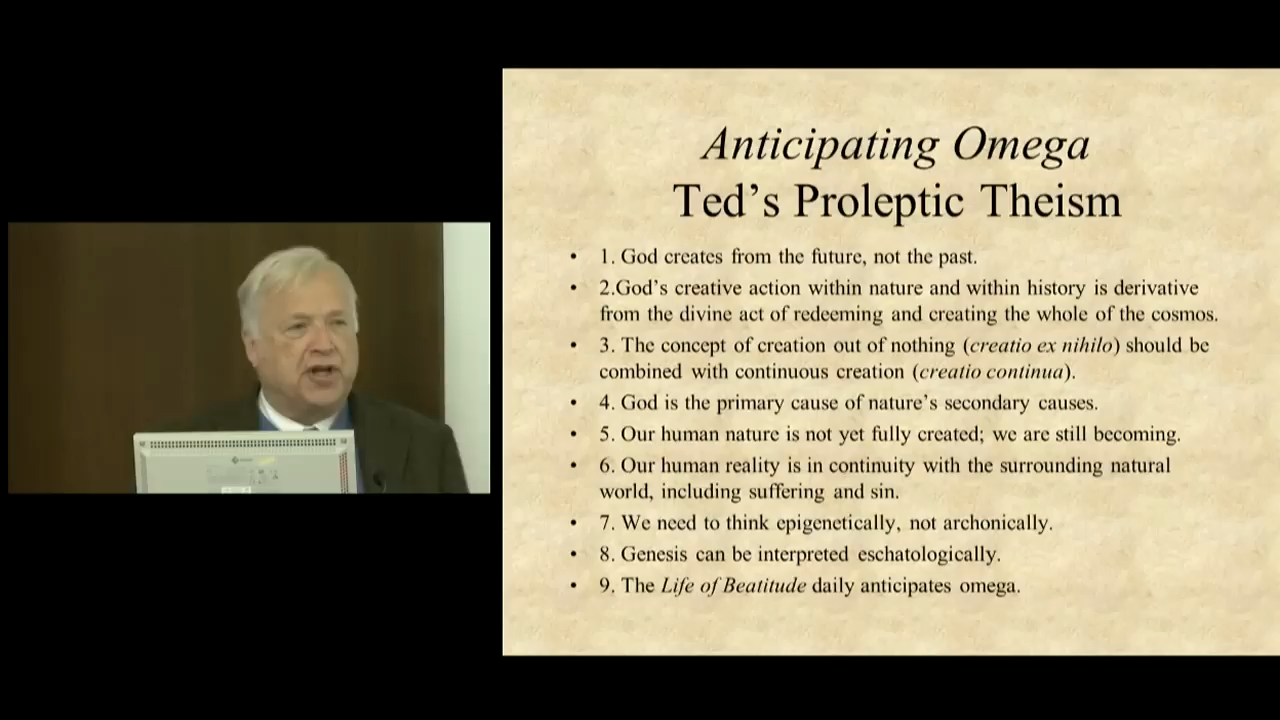 Anticipating Omega
Ted’s Proleptic Theism
• 1. God creates from the future, not the past.
• 2.God’s creative action within nature and within history is derivative
from the divine act of redeeming and creating the whole of the cosmos.
• 3. The concept of creation out of nothing (creatio ex nihilo) should be
combined with continuous creation (creatio continua).
• 4. God is the primary cause of nature’s secondary causes.
• 5. Our human nature is not yet fully created; we are still becoming.
• 6. Our human reality is in continuity with the surrounding natural
world, including suffering and sin.
• 7. We need to think epigenetically, not archonically.
• 8. Genesis can be interpreted eschatologically.
• 9. The Life of Beatitude daily anticipates omega.